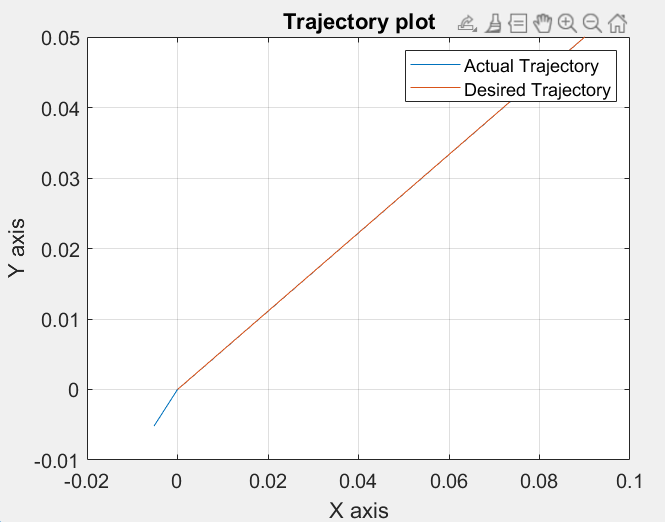 Trajectory plot
Actual Trajectory
Desired Trajectory
0.05
0.04
0.03
0.02
0.01
0
-0.01
Y axis
-0.02
0
0.02
0.04
0.06
0.08
0.1
X axis